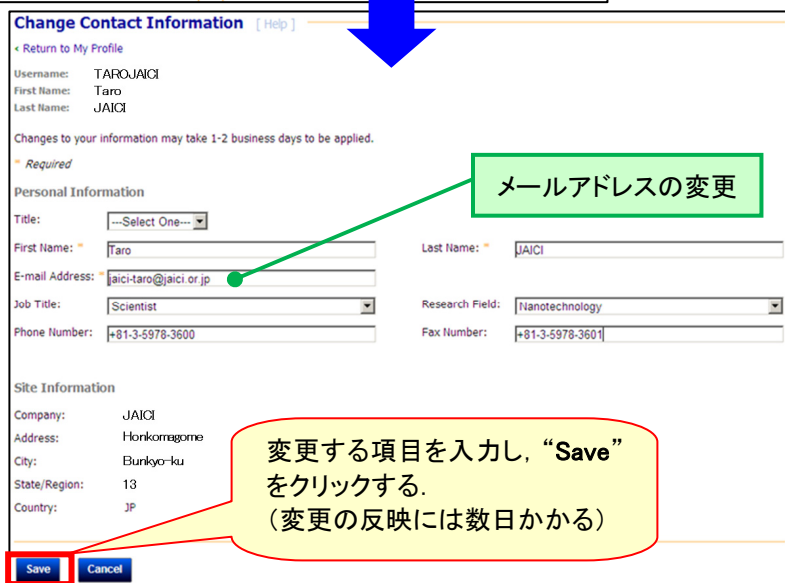 Change Contact Information [ Help ]
‹ Return to My Profile
Username: TAROJAICI
First Name: Taro
Last Name: JAICI
Changes to your information may take 1-2 business days to be applied.
* Required
Personal Information
Title: ---Select One---
First Name: * Taro Last Name: * JAICI
E-mail Address: * jaici-taro@jaici.or.jp
Job Title: Scientist Research Field: Nanotechnology
Phone Number: +81-3-5978-3600 Fax Number: +81-3-5978-3601
メールアドレスの変更
Site Information
Company: JAICI
Address: Honkomagome
City: Bunkyo-ku
State/Region: 13
Country: JP
変更する項目を入力し, “Save”
をクリックする.
(変更の反映には数日かかる)
Save Cancel